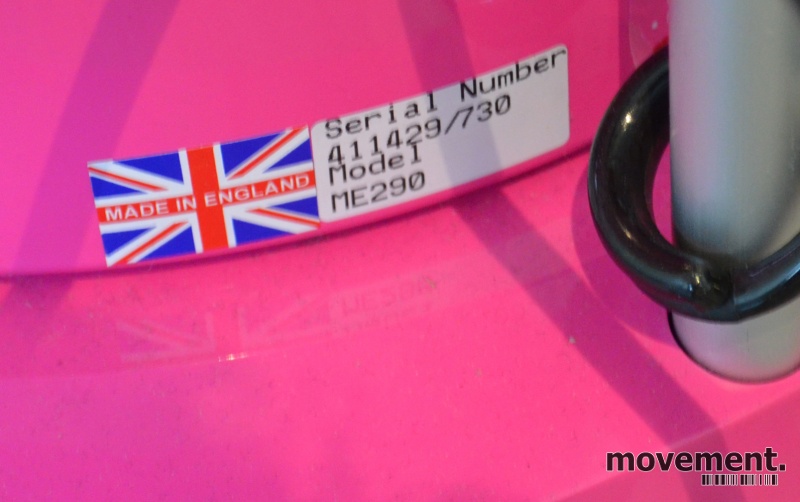 MADE IN ENGLAND
Serial Number
411429/730
Model
ME290
movement.